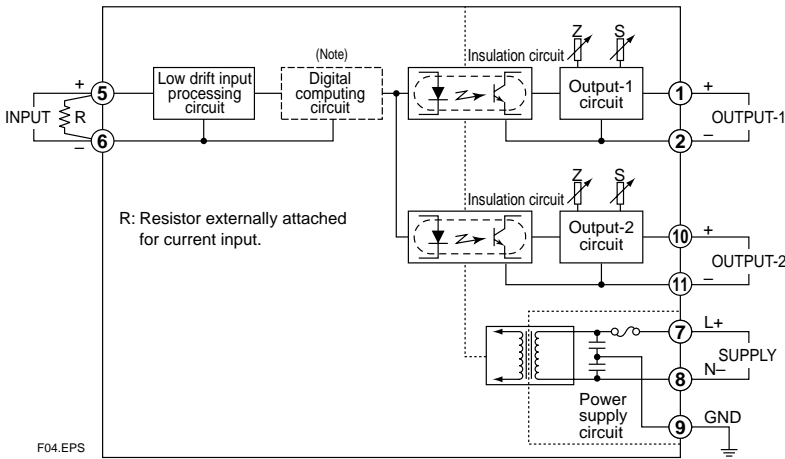 (Note)
Insulation circuit
Z
S
+
5
Low drift input
processing
circuit
Digital
computing
circuit
Output-1
circuit
1
+
INPUT
R
OUTPUT-1
–
6
2
–
Z
S
Insulation circuit
R: Resistor externally attached
for current input.
Output-2
circuit
10
+
OUTPUT-2
11
–
7
L+
SUPPLY
8
N–
Power
supply
circuit
9
GND
F04.EPS